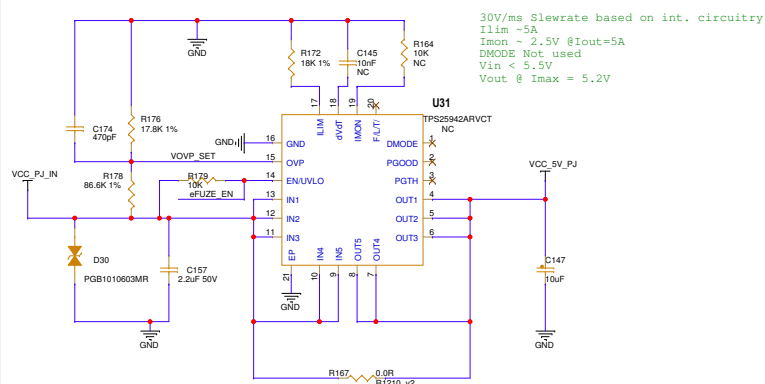 30V/ms Slewrate based on int. circuitry
Ilim ~5A
Imon ~ 2.5V @Iout=5A
DMODE Not used
Vin < 5.5V
Vout @ Imax = 5.2V
GND
R172
18K 1%
C145
10nF
NC
R164
10K
NC
U31
TPS25942ARVCT
NC
C174
470pF
R176
17.8K 1%
17
18
19
20
ILIM
dVdT
IMON
F/L/T/
GND
16
GND
DMODE
1
VOVP_SET
15
OVP
PGOOD
2
VCC_PJ_IN
R178
86.6K 1%
R179
10K
eFUZE_EN
14
EN/UVLO
PGTH
3
VCC_5V_PJ
13
IN1
OUT1
4
12
IN2
OUT2
5
11
IN3
OUT3
6
EP
IN4
IN5
OUT5
OUT4
21
10
9
8
7
D30
PGB1010603MR
C157
2.2uF 50V
C147
10uF
GND
GND
GND
R167
0.0R
R1210_v2